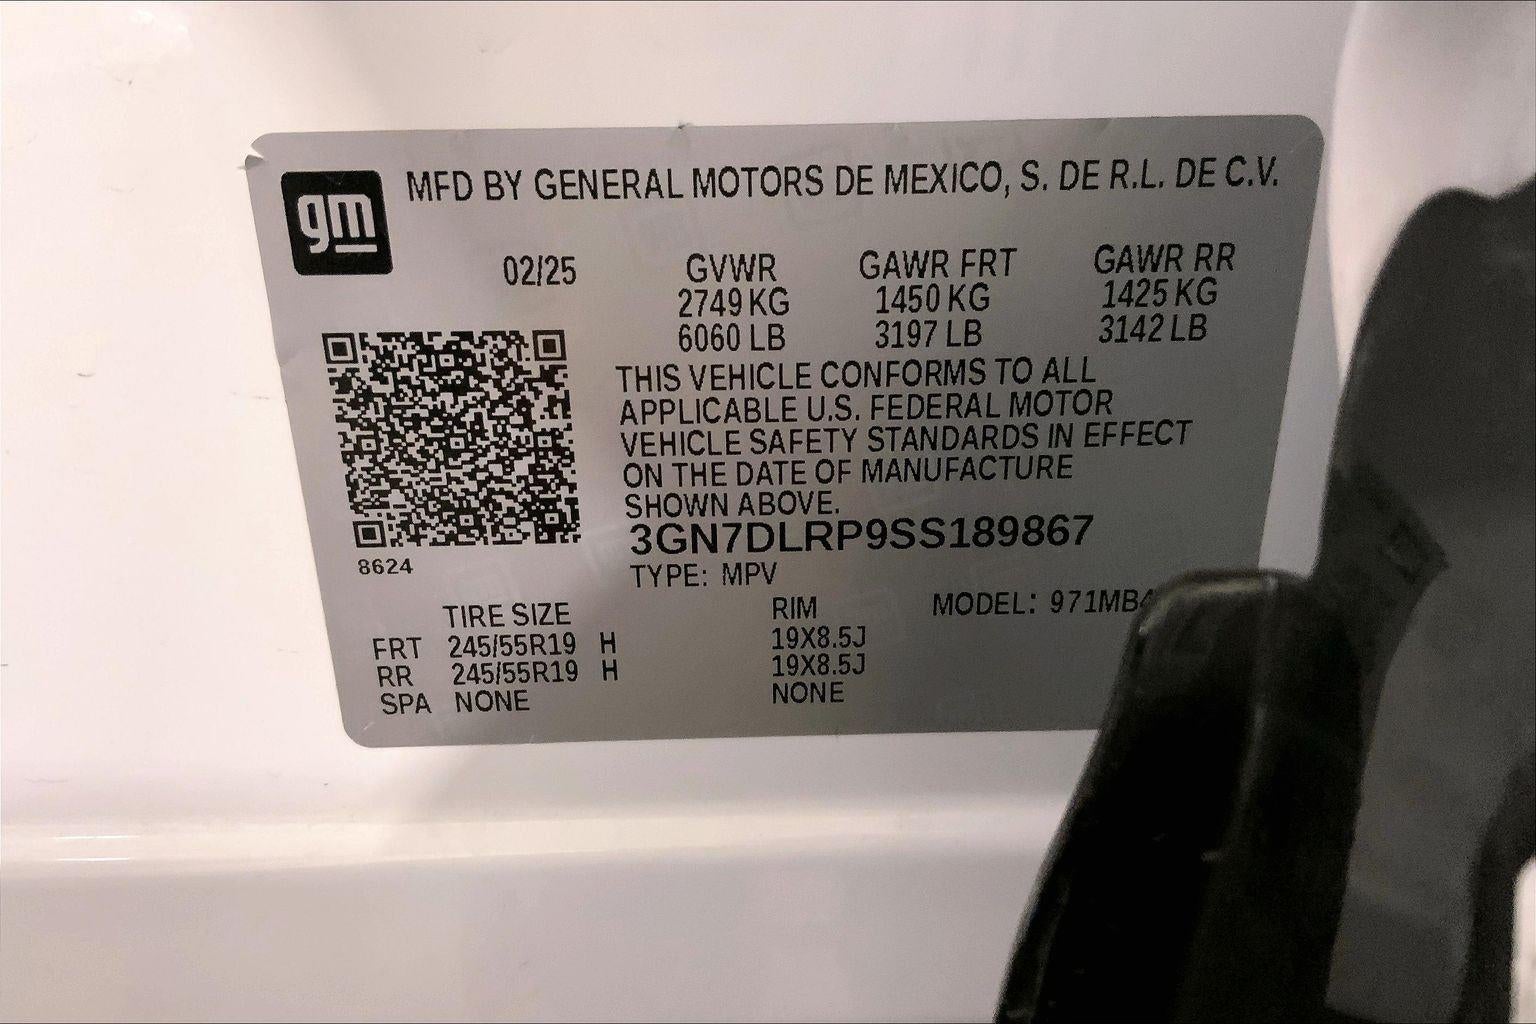 gm
MFD BY GENERAL MOTORS DE MEXICO, S. DE R.L. DE C.V.
02/25 GVWR GAWR FRT GAWR RR
2749 KG 1450 KG 1425 KG
6060 LB 3197 LB 3142 LB
THIS VEHICLE CONFORMS TO ALL
APPLICABLE U.S. FEDERAL MOTOR
VEHICLE SAFETY STANDARDS IN EFFECT
ON THE DATE OF MANUFACTURE
SHOWN ABOVE.
3GN7DLRP9SS189867
8624
TYPE: MPV
TIRE SIZE RIM MODEL:
FRT 245/55R19 H 19X8.5J
RR 245/55R19 H 19X8.5J
SPA NONE NONE